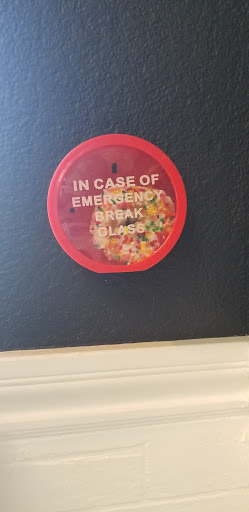 IN CASE OF
EMERGENCY
BREAK
GLASS